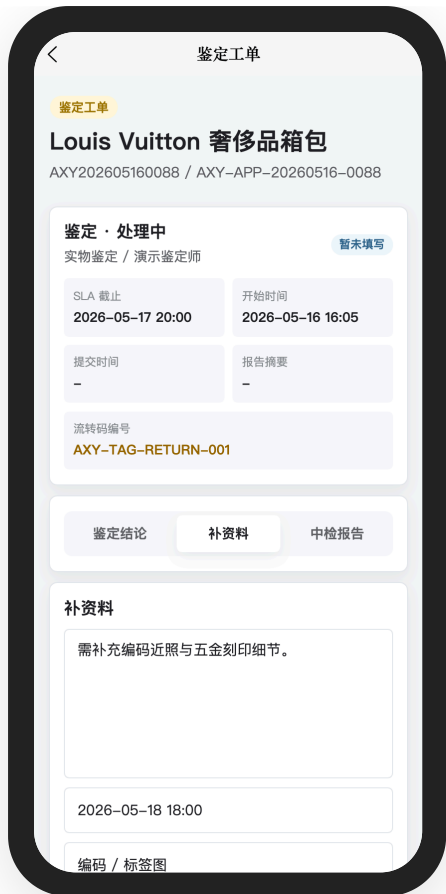 鉴定工单
鉴定工单
Louis Vuitton 奢侈品箱包
AXY202605160088 / AXY-APP-20260516-0088
鉴定 · 处理中
暂未填写
实物鉴定 / 演示鉴定师
SLA 截止
开始时间
2026-05-17 20:00
2026-05-16 16:05
提交时间
报告摘要
-
-
流转码编号
AXY-TAG-RETURN-001
鉴定结论
补资料
中检报告
补资料
需补充编码近照与五金刻印细节。
2026-05-18 18:00
编码 / 标签图